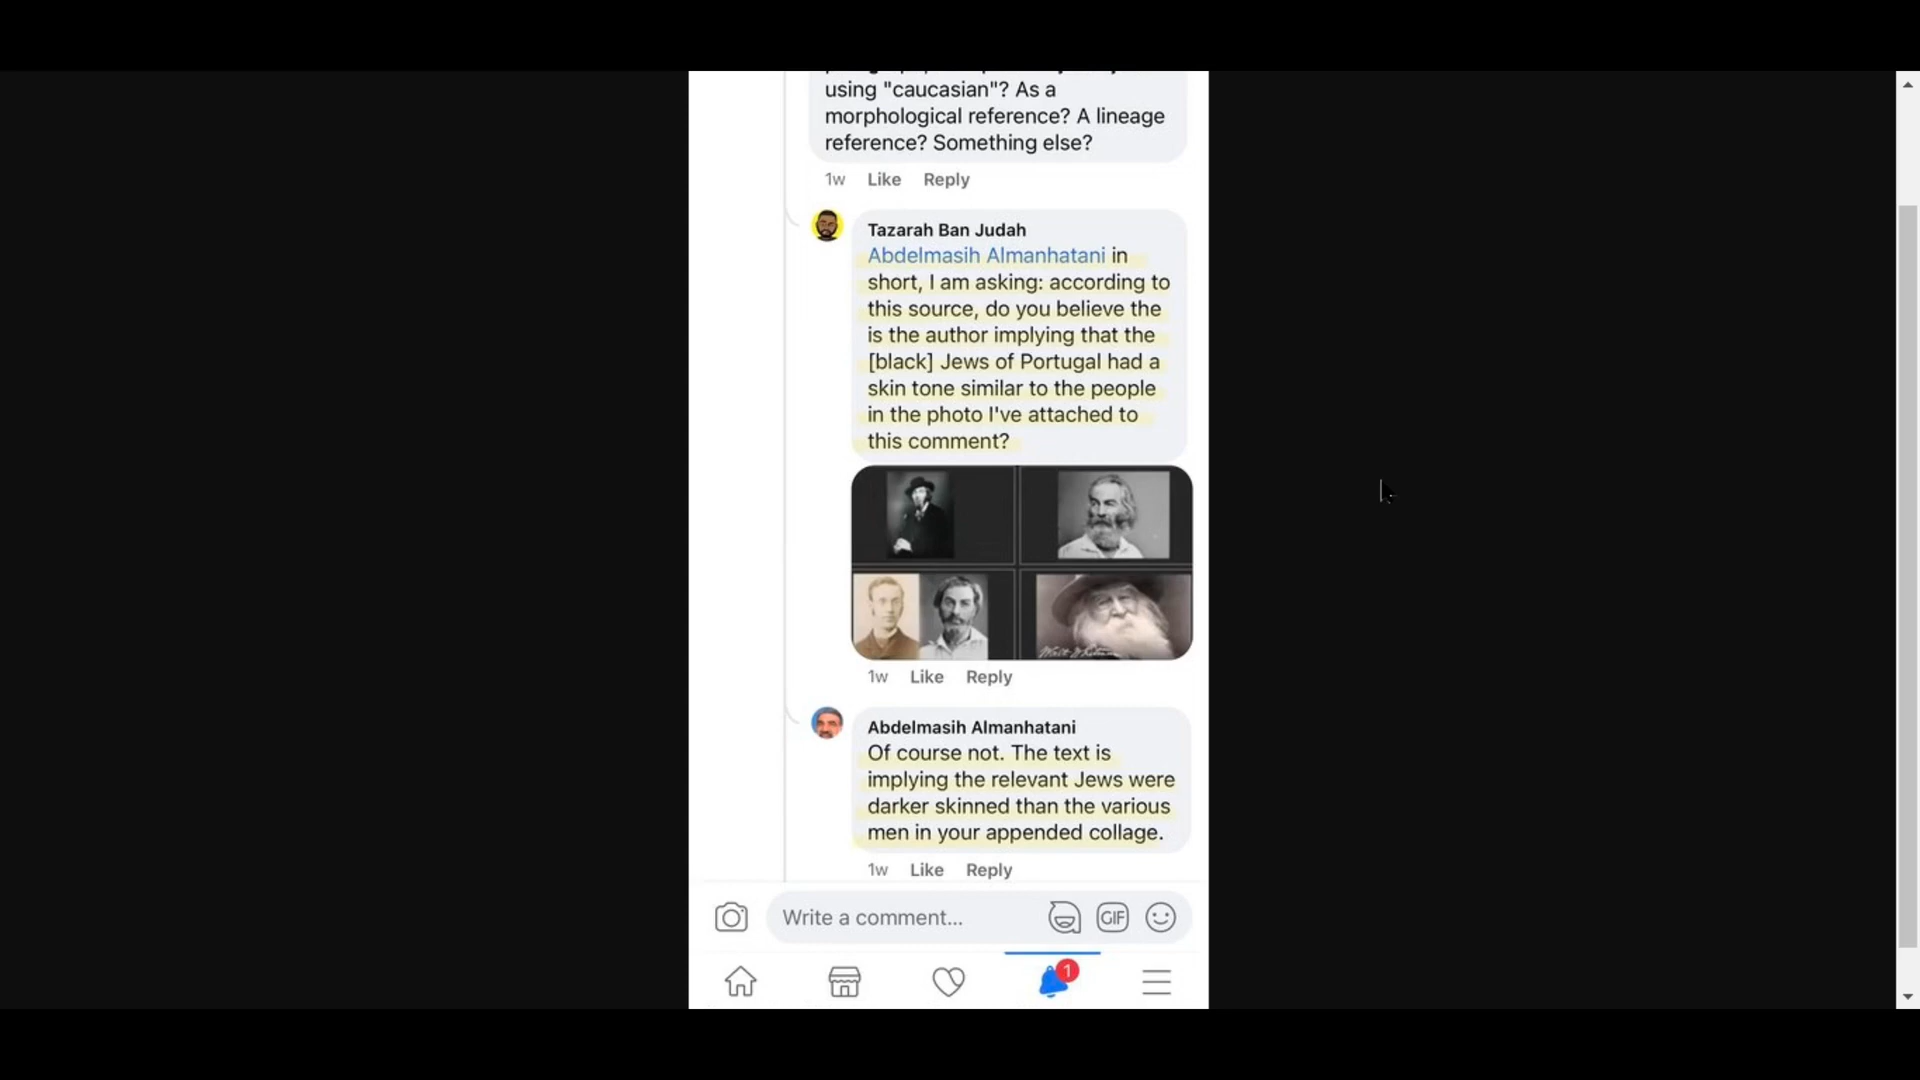 using "caucasian"? As a
morphological reference? A lineage
reference? Something else?
1w Like Reply
Tazarah Ban Judah
Abdelmasih Almanhatani in
short, I am asking: according to
this source, do you believe the
is the author implying that the
[black] Jews of Portugal had a
skin tone similar to the people
in the photo I've attached to
this comment?
Walt Whitman
1w Like Reply
Abdelmasih Almanhatani
Of course not. The text is
implying the relevant Jews were
darker skinned than the various
men in your appended collage.
1w Like Reply
Write a comment...
GIF
1